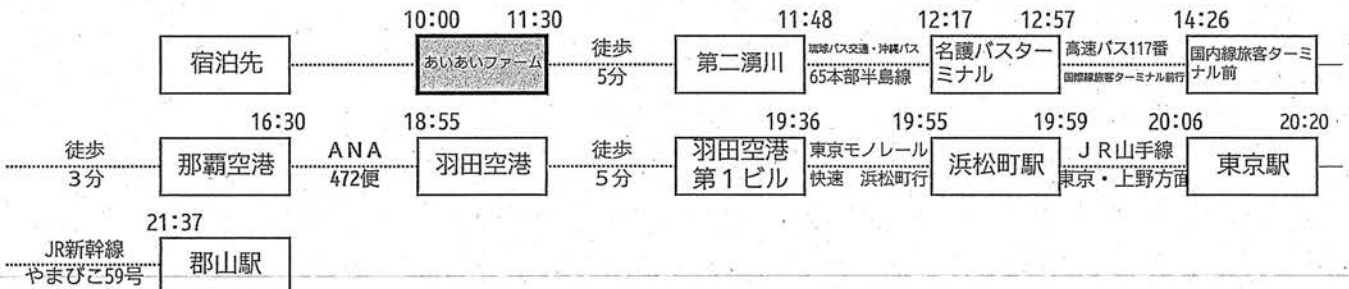 10:00 11:30 11:48 12:17 12:57 14:26
宿泊先 あいあいファーム 徒歩 5分 第二湧川 琉球バス交通・沖縄バス 65本部半島線 名護バスターミナル 高速バス117番 国際線旅客ターミナル前行 国内線旅客ターミナル前
16:30 18:55 19:36 19:55 19:59 20:06 20:20
徒歩 3分 那覇空港 ANA 472便 羽田空港 徒歩 5分 羽田空港 第1ビル 東京モノレール 快速 浜松町行 浜松町駅 JR山手線 東京・上野方面 東京駅
21:37
JR新幹線 やまびこ59号 郡山駅